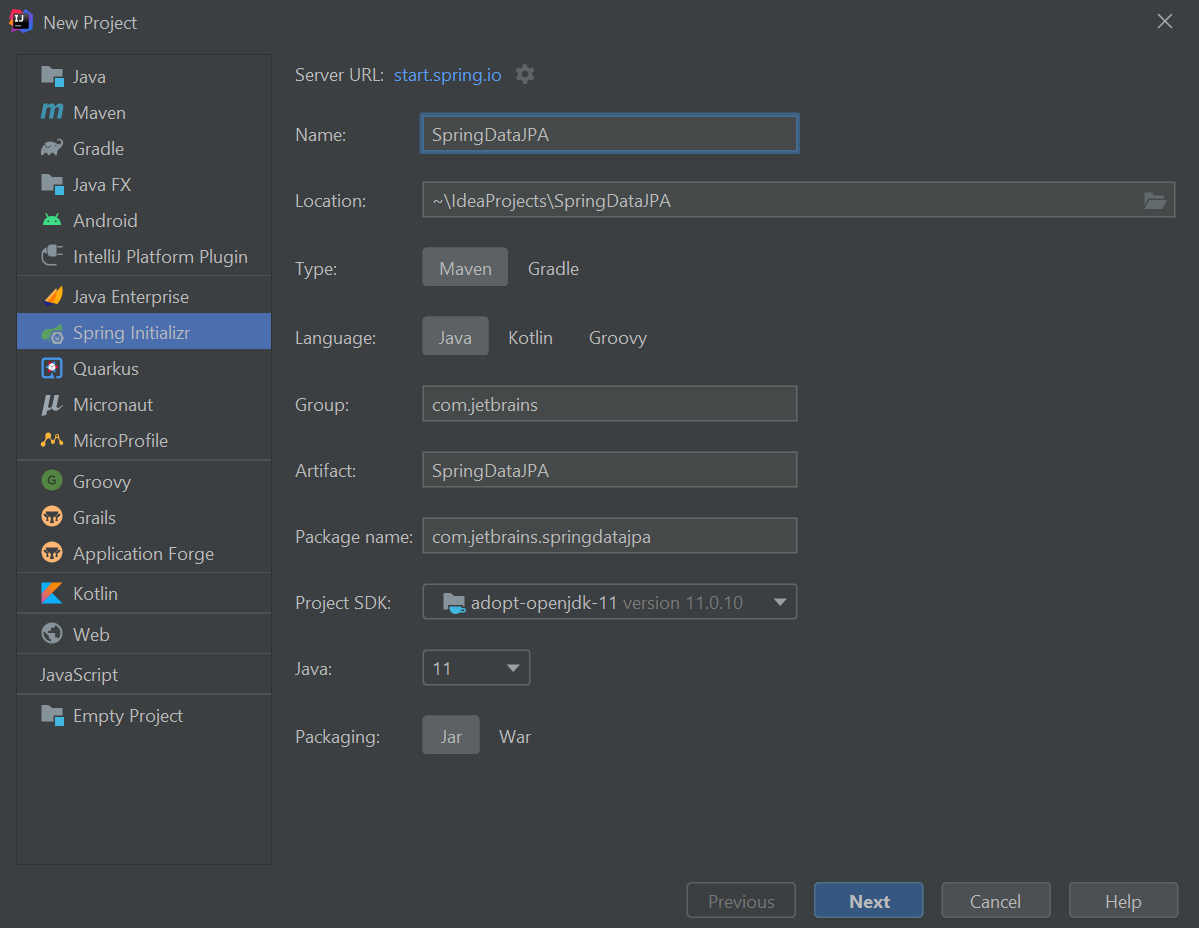 New Project
Java
Maven
Gradle
Java FX
Android
IntelliJ Platform Plugin
Java Enterprise
Spring Initializr
Quarkus
Micronaut
MicroProfile
Groovy
Grails
Application Forge
Kotlin
Web
JavaScript
Empty Project
Server URL: start.spring.io
Name: SpringDataJPA
Location: ~\IdeaProjects\SpringDataJPA
Type: Maven Gradle
Language: Java Kotlin Groovy
Group: com.jetbrains
Artifact: SpringDataJPA
Package name: com.jetbrains.springdatajpa
Project SDK: adopt-openjdk-11 version 11.0.10
Java: 11
Packaging: Jar War
Previous Next Cancel Help